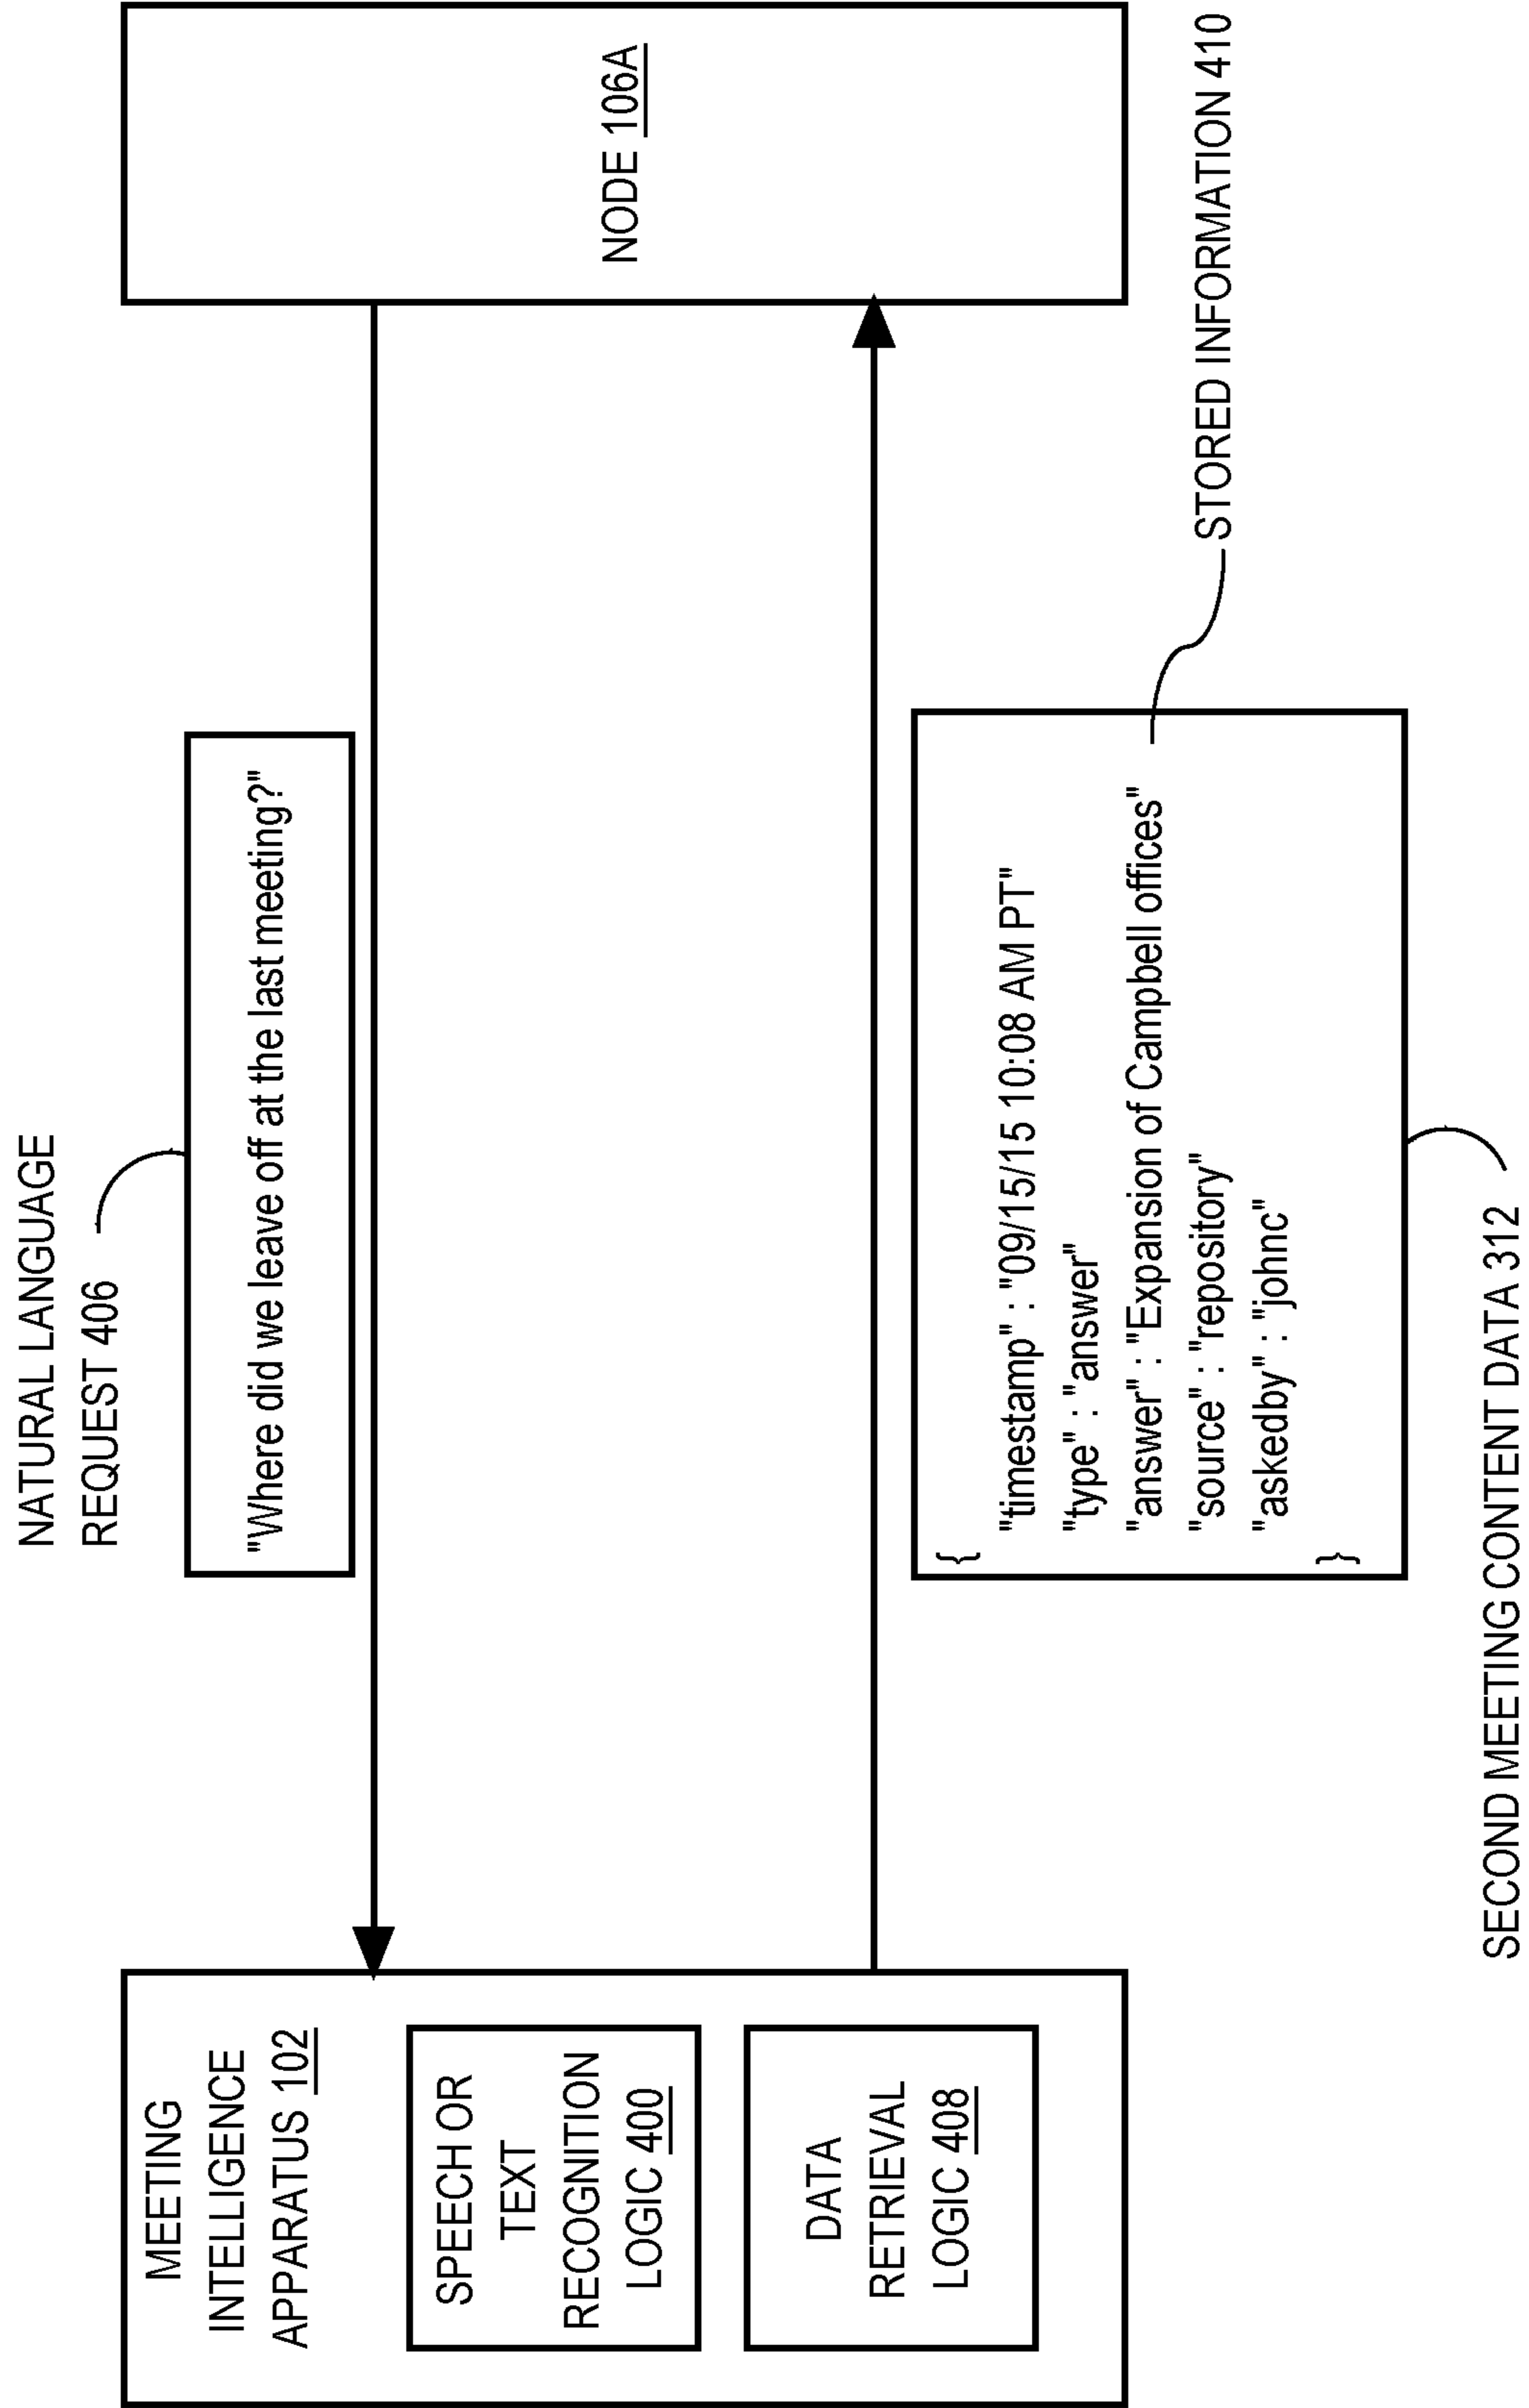 NATURAL LANGUAGE
REQUEST 406
MEETING
INTELLIGENCE
APPARATUS 102
SPEECH OR
TEXT
RECOGNITION
LOGIC 400
DATA
RETRIEVAL
LOGIC 408
"Where did we leave off at the last meeting?"
NODE 106A
{
"timestamp" : "09/15/15 10:08 AM PT"
"type" : "answer"
"answer" : "Expansion of Campbell offices"
"source" : "repository"
"askedby" : "johnc"
}
STORED INFORMATION 410
SECOND MEETING CONTENT DATA 312